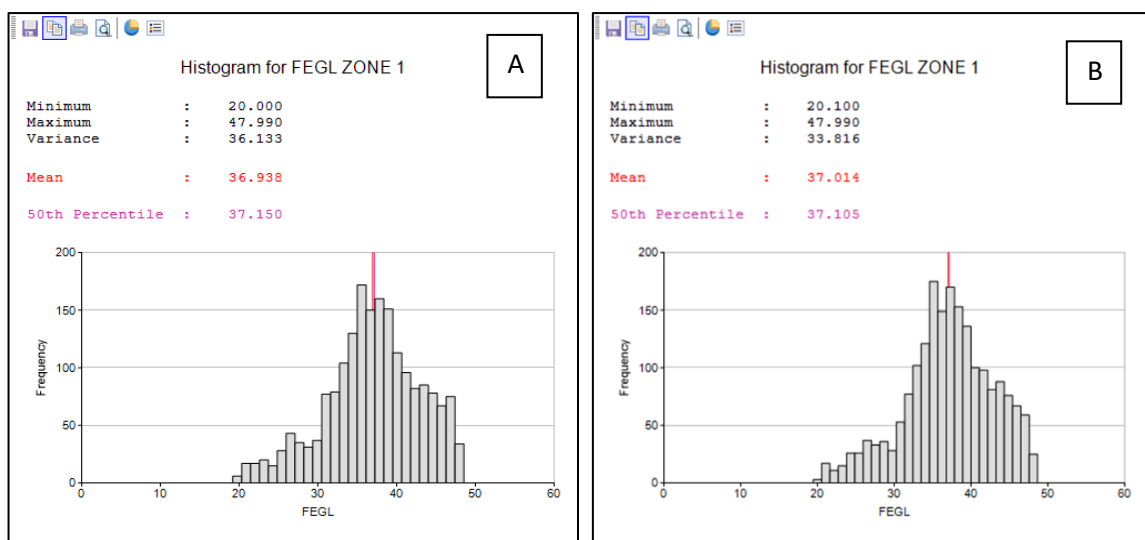 A
Histogram for FEGL ZONE 1
Minimum : 20.000
Maximum : 47.990
Variance : 36.133
Mean : 36.938
50th Percentile : 37.150
200
150
100
50
0
Frequency
0 10 20 30 40 50 60
FEGL
B
Histogram for FEGL ZONE 1
Minimum : 20.100
Maximum : 47.990
Variance : 33.816
Mean : 37.014
50th Percentile : 37.105
200
150
100
50
0
Frequency
0 10 20 30 40 50 60
FEGL